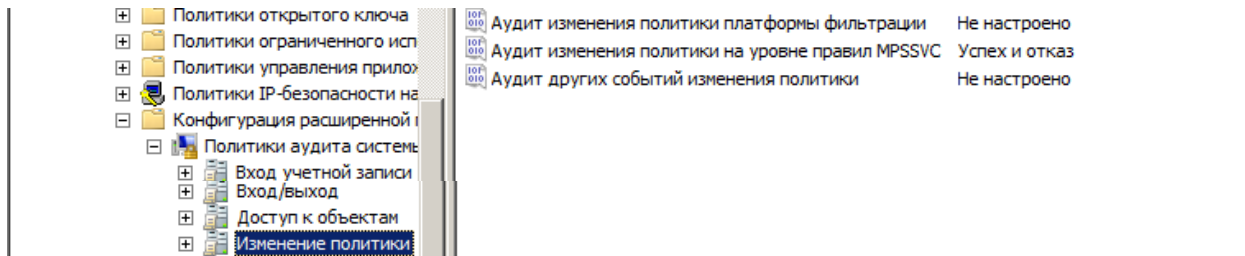 Политики открытого ключа
Политики ограниченного исп
Политики управления прилож
Политики IP-безопасности на
Конфигурация расширенной п
Политики аудита системы
Вход учетной записи
Вход/выход
Доступ к объектам
Изменение политики
Аудит изменения политики платформы фильтрации Не настроено
Аудит изменения политики на уровне правил MPSSVC Успех и отказ
Аудит других событий изменения политики Не настроено